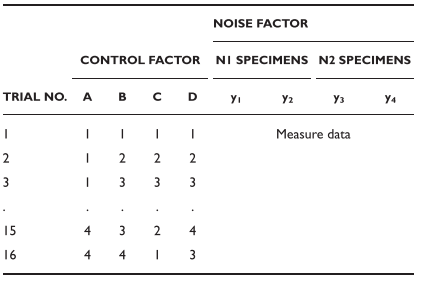 NOISE FACTOR
CONTROL FACTOR N1 SPECIMENS N2 SPECIMENS
TRIAL NO. A B C D y1 y2 y3 y4
1 1 1 1 1 Measure data
2 1 2 2 2
3 1 3 3 3
. . . . .
15 4 3 2 4
16 4 4 1 3